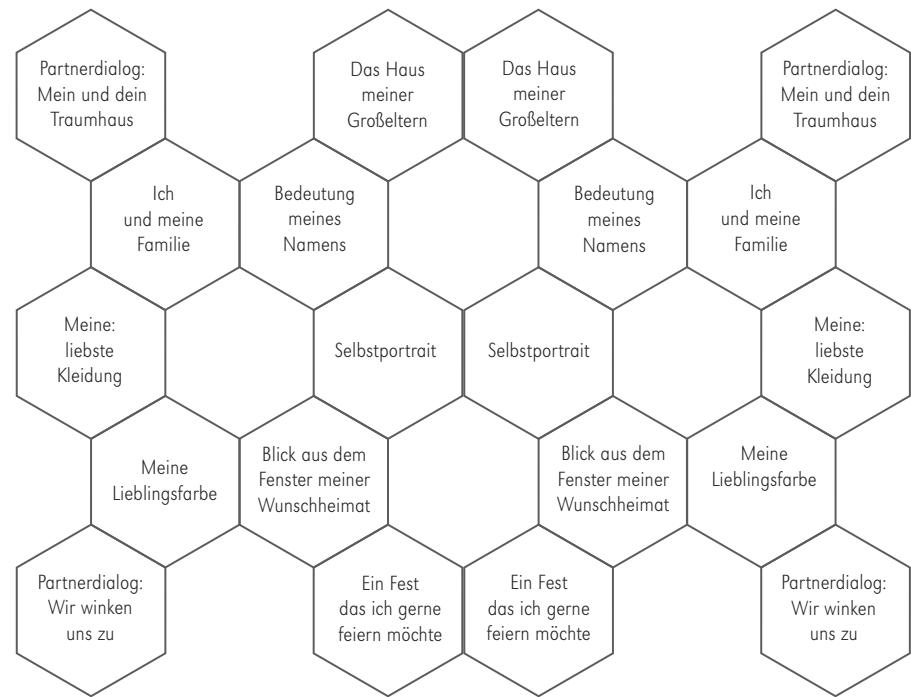 Partnerdialog:
Mein und dein
Traumhaus
Das Haus
meiner
Großeltern
Das Haus
meiner
Großeltern
Partnerdialog:
Mein und dein
Traumhaus
Ich
und meine
Familie
Bedeutung
meines
Namens
Bedeutung
meines
Namens
Ich
und meine
Familie
Meine:
liebste
Kleidung
Selbstportrait
Selbstportrait
Meine:
liebste
Kleidung
Meine
Lieblingsfarbe
Blick aus dem
Fenster meiner
Wunschheimat
Blick aus dem
Fenster meiner
Wunschheimat
Meine
Lieblingsfarbe
Partnerdialog:
Wir winken
uns zu
Ein Fest
das ich gerne
feiern möchte
Ein Fest
das ich gerne
feiern möchte
Partnerdialog:
Wir winken
uns zu